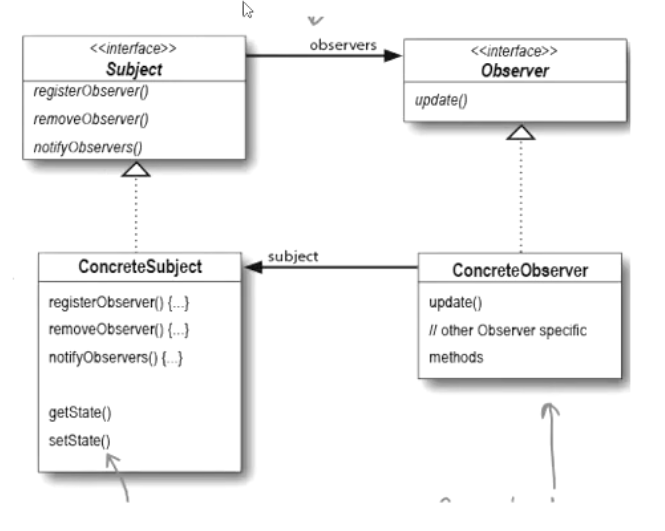 <<interface>>
Subject
registerObserver()
removeObserver()
notifyObservers()
observers
<<interface>>
Observer
update()
ConcreteSubject
registerObserver() {...}
removeObserver() {...}
notifyObservers() {...}
getState()
setState()
subject
ConcreteObserver
update()
// other Observer specific
methods